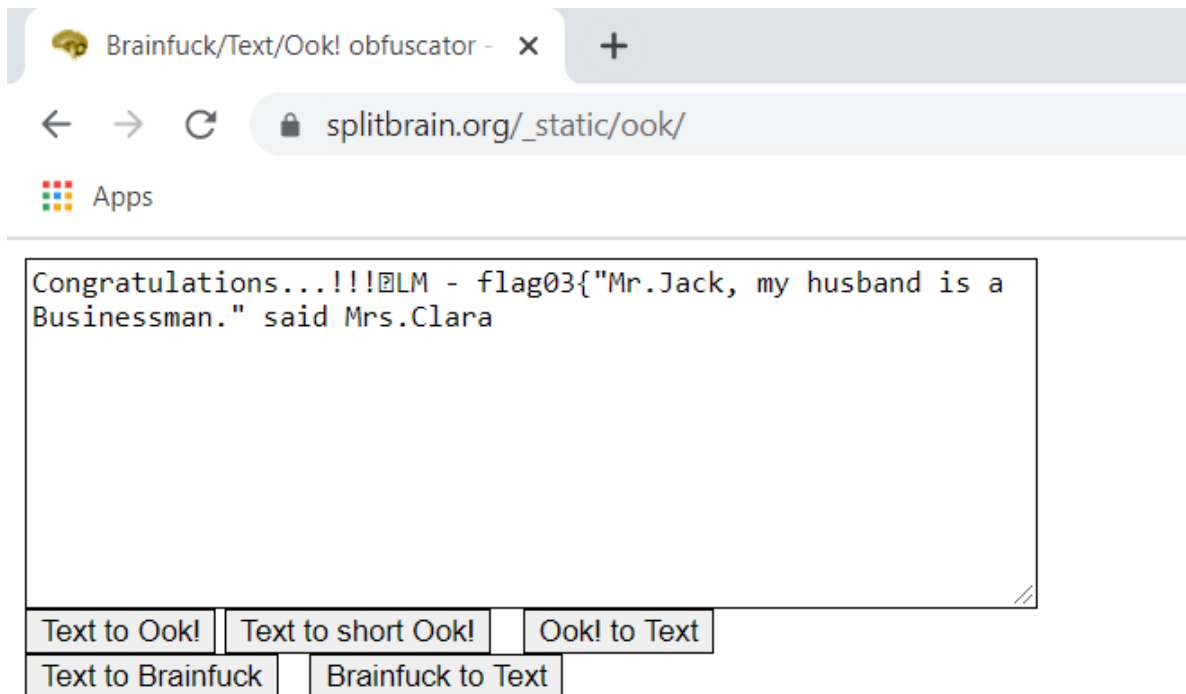 Brainfuck/Text/Ook! obfuscator -
splitbrain.org/_static/ook/
Apps
Congratulations...!!!⍰LM - flag03{"Mr.Jack, my husband is a
Businessman." said Mrs.Clara
Text to Ook! Text to short Ook! Ook! to Text
Text to Brainfuck Brainfuck to Text